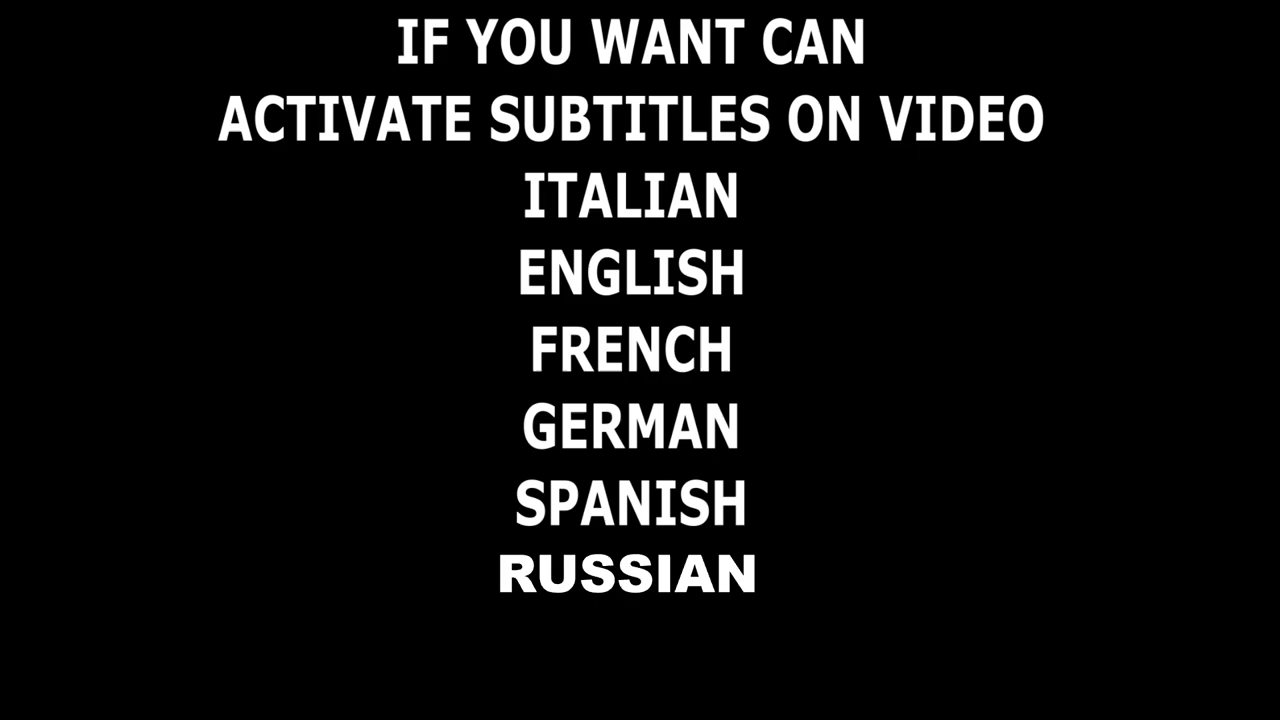 IF YOU WANT CAN
ACTIVATE SUBTITLES ON VIDEO
ITALIAN
ENGLISH
FRENCH
GERMAN
SPANISH
RUSSIAN